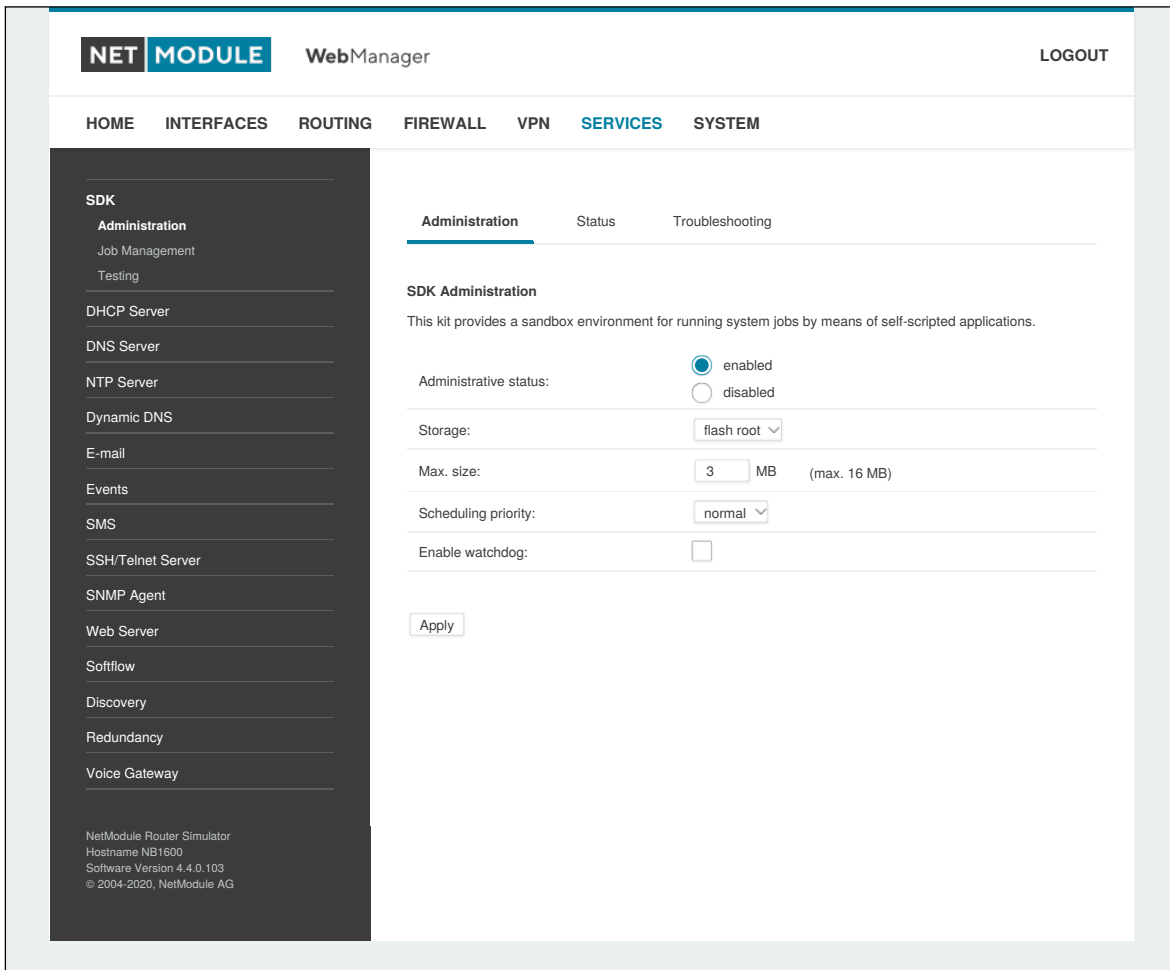 NET MODULE WebManager LOGOUT
HOME INTERFACES ROUTING FIREWALL VPN SERVICES SYSTEM
SDK
Administration
Job Management
Testing
DHCP Server
DNS Server
NTP Server
Dynamic DNS
E-mail
Events
SMS
SSH/Telnet Server
SNMP Agent
Web Server
Softflow
Discovery
Redundancy
Voice Gateway
NetModule Router Simulator
Hostname NB1600
Software Version 4.4.0.103
© 2004-2020, NetModule AG
Administration Status Troubleshooting
SDK Administration
This kit provides a sandbox environment for running system jobs by means of self-scripted applications.
Administrative status:
enabled
disabled
Storage: flash root
Max. size: 3 MB (max. 16 MB)
Scheduling priority: normal
Enable watchdog:
Apply